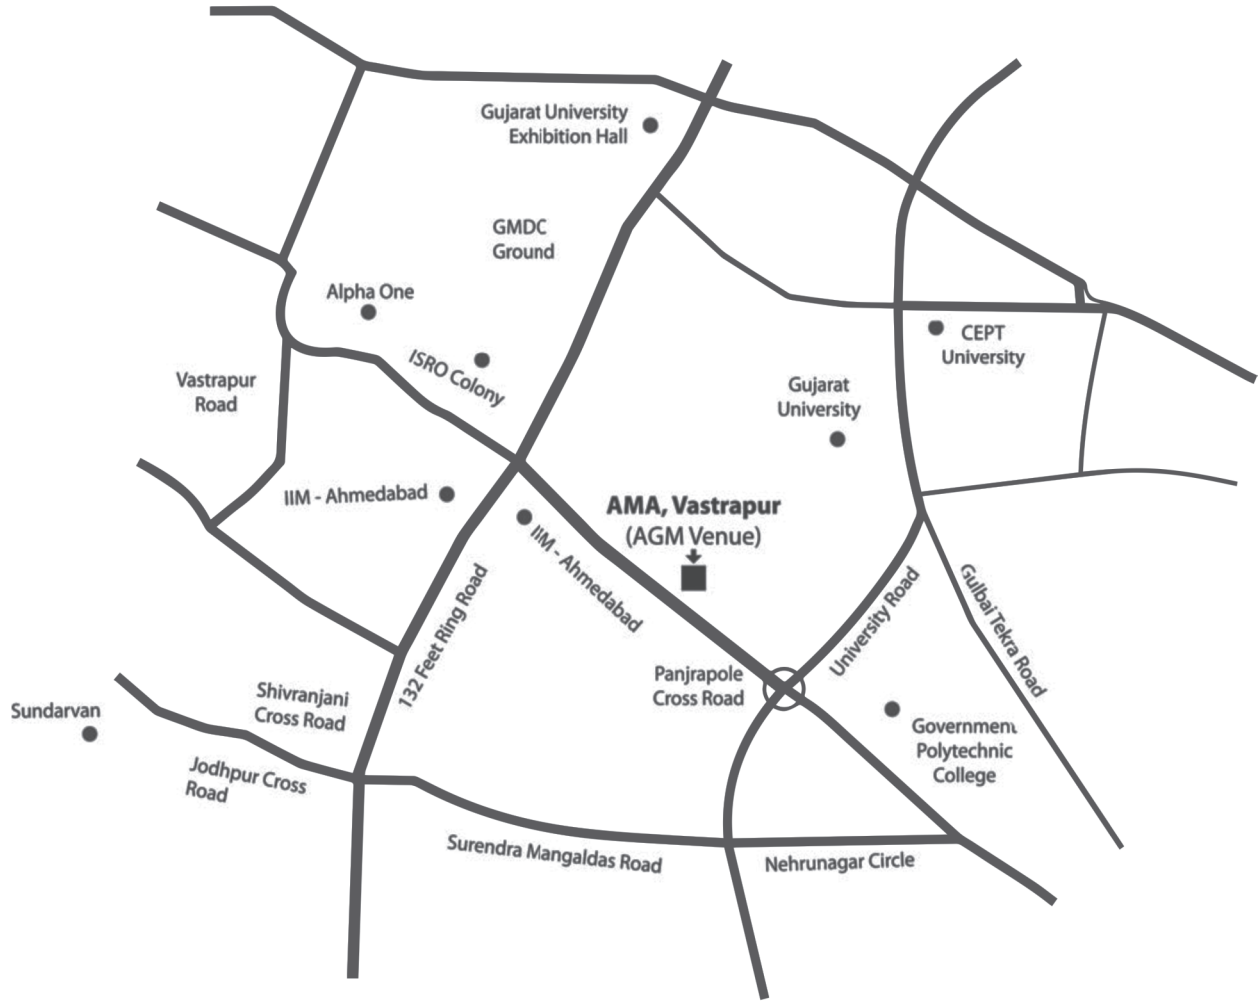 Gujarat University
Exhibition Hall
GMDC
Ground
Alpha One
ISRO Colony
CEPT
University
Vastrapur
Road
Gujarat
University
IIM - Ahmedabad
AMA, Vastrapur
(AGM Venue)
IIM - Ahmedabad
132 Feet Ring Road
University Road
Gulbai Tekra Road
Panjrapole
Cross Road
Shivranjani
Cross Road
Sundarvan
Government
Polytechnic
College
Jodhpur Cross
Road
Surendra Mangaldas Road
Nehrunagar Circle